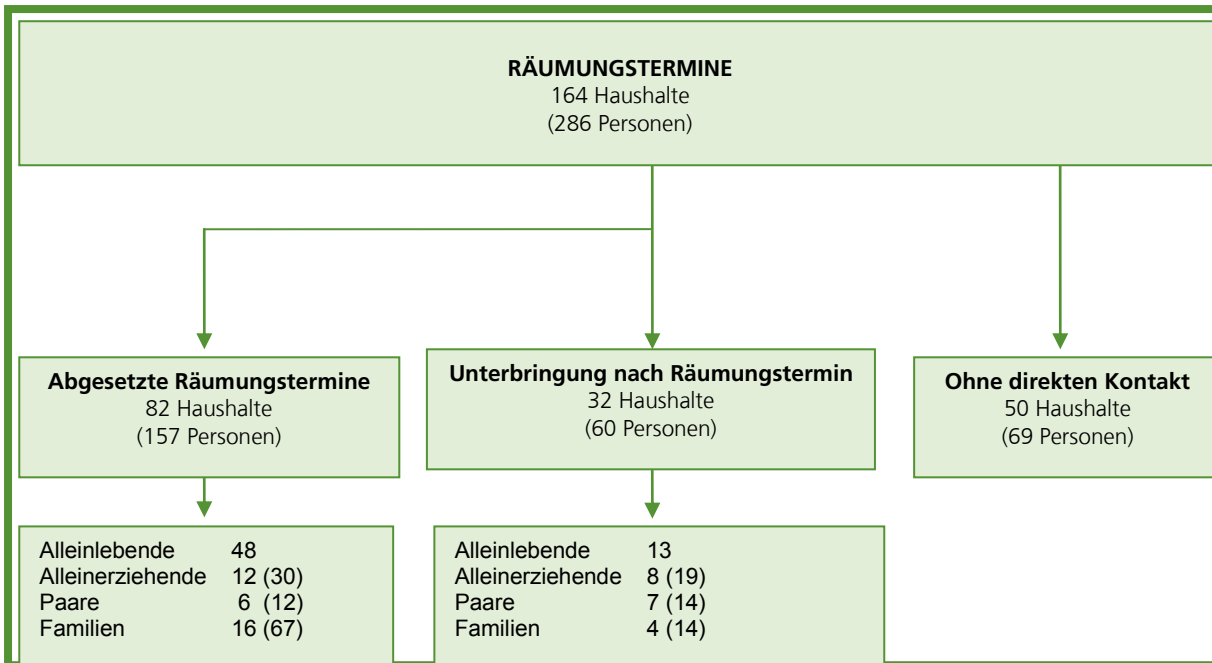 RÄUMUNGSTERMINE
164 Haushalte
(286 Personen)
Abgesetzte Räumungstermine
82 Haushalte
(157 Personen)
Unterbringung nach Räumungstermin
32 Haushalte
(60 Personen)
Ohne direkten Kontakt
50 Haushalte
(69 Personen)
Alleinlebende 48
Alleinerziehende 12 (30)
Paare 6 (12)
Familien 16 (67)
Alleinlebende 13
Alleinerziehende 8 (19)
Paare 7 (14)
Familien 4 (14)